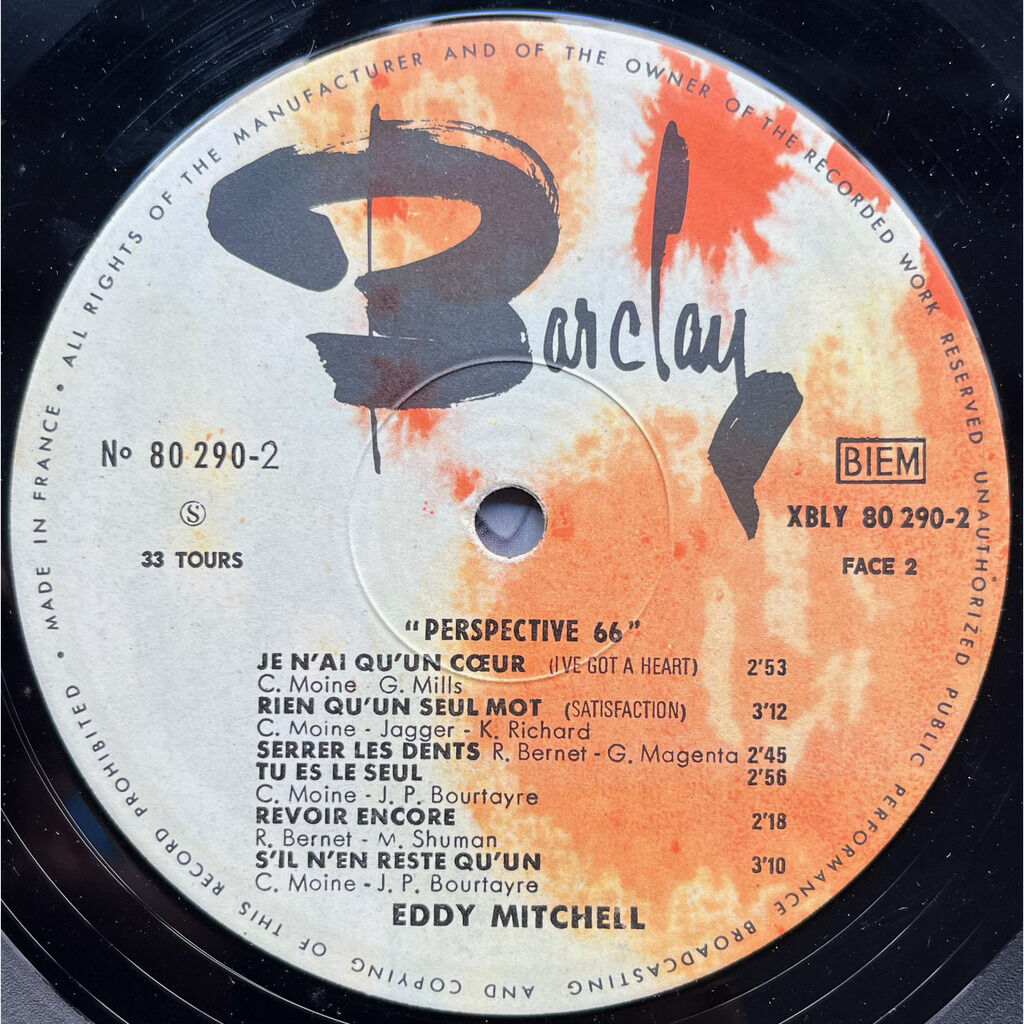 MADE IN FRANCE • ALL RIGHTS OF THE MANUFACTURER AND OF THE OWNER OF THE RECORDED WORK RESERVED UNAUTHORIZED PUBLIC PERFORMANCE BROADCASTING AND COPYING OF THIS RECORD PROHIBITED •
Barclay
Nº 80 290-2
BIEM
XBLY 80 290-2
S
33 TOURS
FACE 2
"PERSPECTIVE 66"
JE N'AI QU'UN CŒUR (I'VE GOT A HEART) 2'53
C. Moine - G. Mills
RIEN QU'UN SEUL MOT (SATISFACTION) 3'12
C. Moine - Jagger - K. Richard
SERRER LES DENTS R. Bernet - G. Magenta 2'45
TU ES LE SEUL 2'56
C. Moine - J. P. Bourtayre
REVOIR ENCORE 2'18
R. Bernet - M. Shuman
S'IL N'EN RESTE QU'UN 3'10
C. Moine - J. P. Bourtayre
EDDY MITCHELL